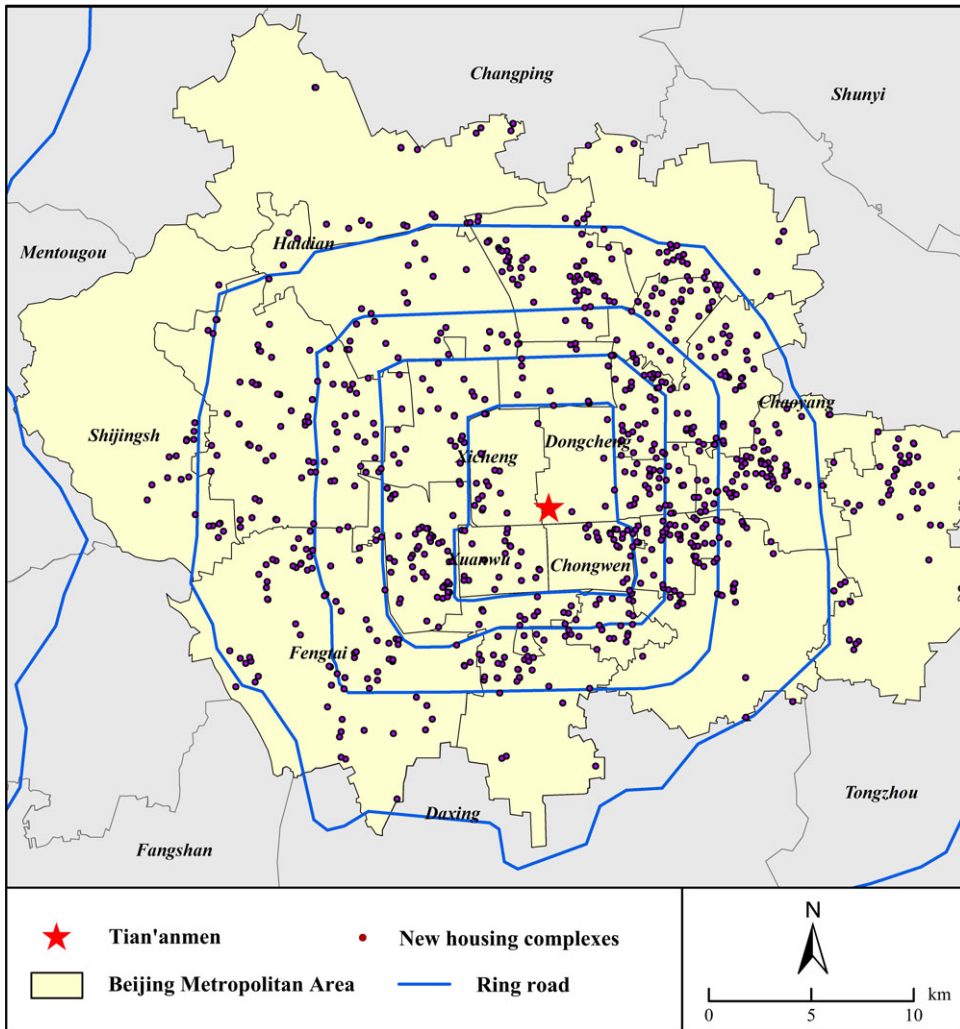 Changping
Shunyi
Haidian
Mentougou
Chaoyang
Shijingsh
Dongcheng
Xicheng
Xuanwu
Chongwen
Fengtai
Daxing
Tongzhou
Fangshan
Tian'anmen
New housing complexes
Beijing Metropolitan Area
Ring road
N
km
0 5 10